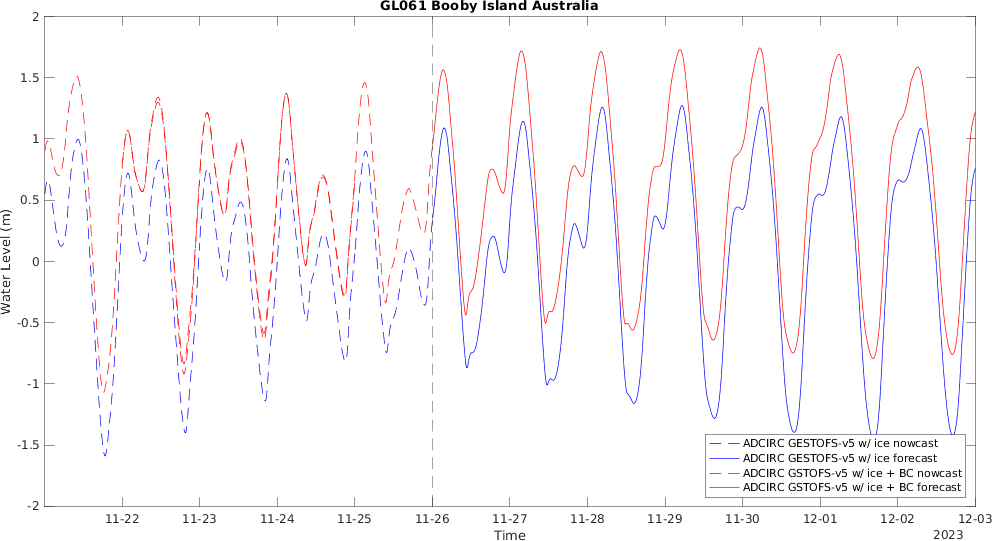 GL061 Booby Island Australia
2
1.5
1
0.5
0
-0.5
-1
-1.5
-2
Water Level (m)
ADCIRC GESTOFS-v5 w/ ice nowcast
ADCIRC GESTOFS-v5 w/ ice forecast
ADCIRC GSTOFS-v5 w/ ice + BC nowcast
ADCIRC GSTOFS-v5 w/ ice + BC forecast
11-22 11-23 11-24 11-25 11-26 11-27 11-28 11-29 11-30 12-01 12-02 12-03
Time
2023